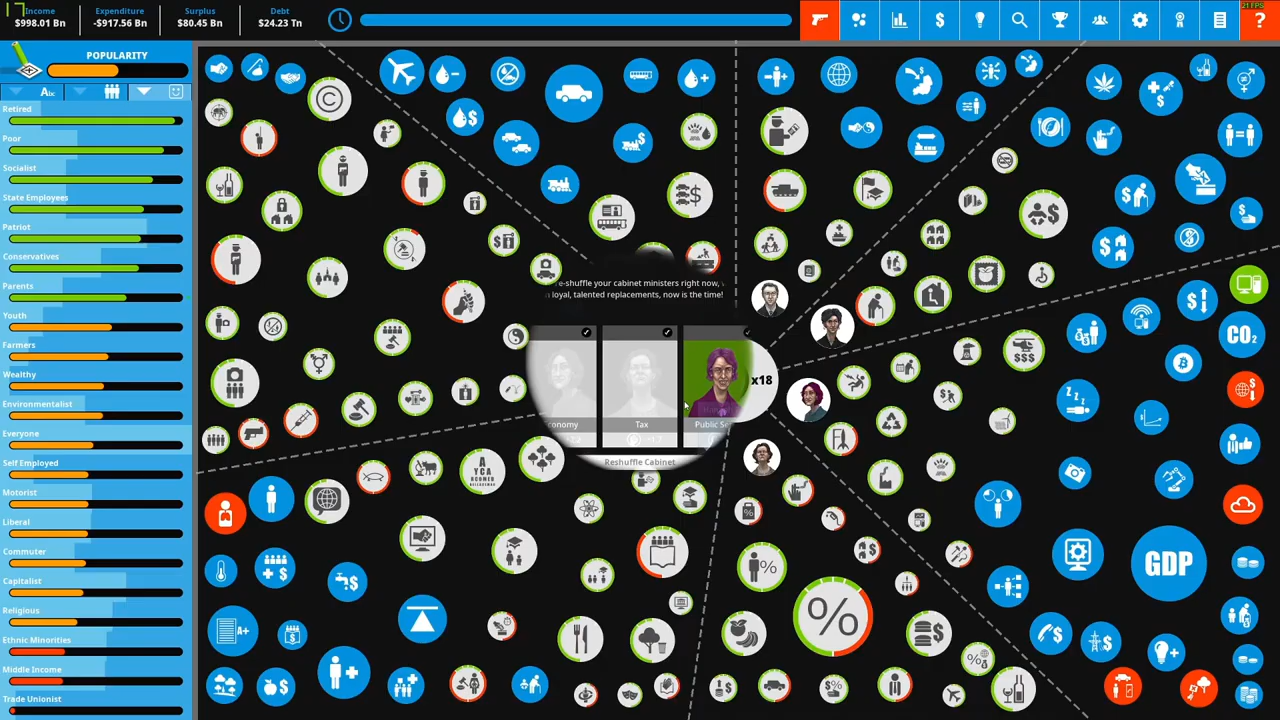 Income
$998.01 Bn
Expenditure
-$917.56 Bn
Surplus
$80.45 Bn
Debt
$24.23 Tn
21 FPS
?
POPULARITY
Abc
Retired
Poor
Socialist
State Employees
Patriot
Conservatives
Parents
Youth
Farmers
Wealthy
Environmentalist
Everyone
Self Employed
Motorist
Liberal
Commuter
Capitalist
Religious
Ethnic Minorities
Middle Income
Trade Unionist
e-shuffle your cabinet ministers right now,
loyal, talented replacements, now is the time!
conomy
Tax
Public Se
x18
Reshuffle Cabinet
CO2
GDP
A+
$$$